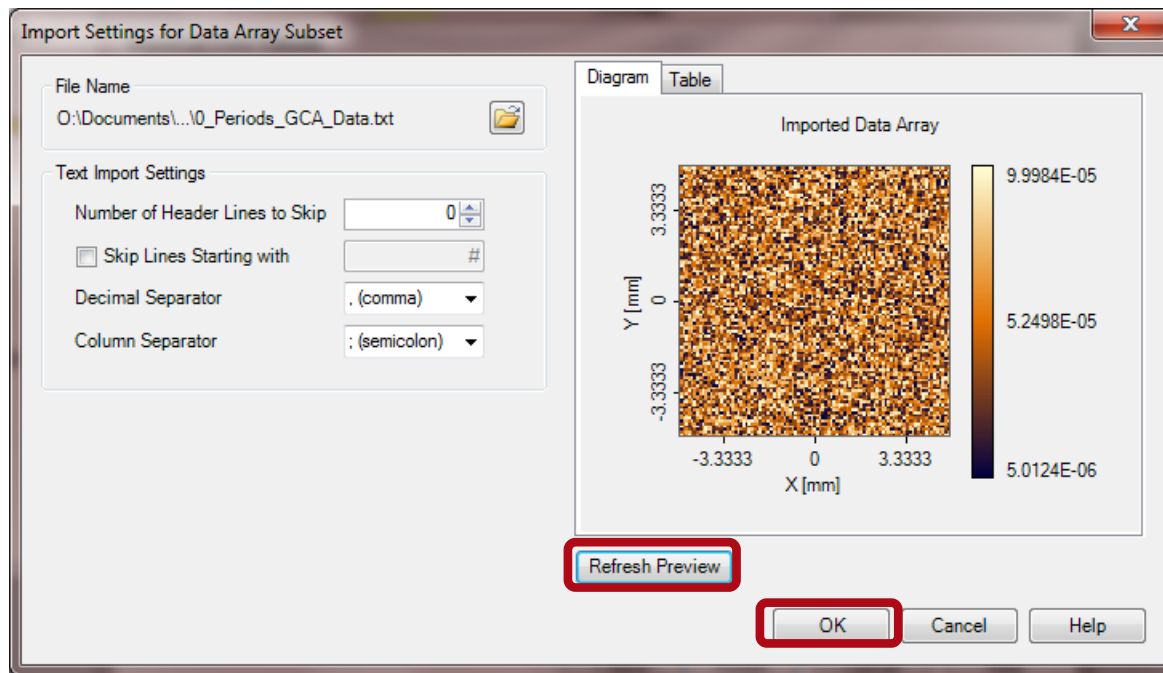 Import Settings for Data Array Subset
File Name
O:\Documents\...\0_Periods_GCA_Data.txt
Text Import Settings
Number of Header Lines to Skip
0
Skip Lines Starting with
#
Decimal Separator
, (comma)
Column Separator
; (semicolon)
Diagram
Table
Imported Data Array
Y [mm]
3.3333
0
-3.3333
-3.3333
0
3.3333
X [mm]
9.9984E-05
5.2498E-05
5.0124E-06
Refresh Preview
OK
Cancel
Help